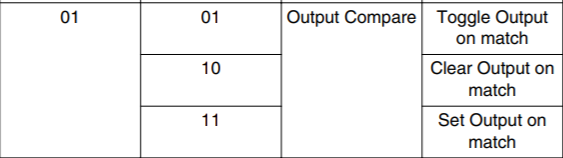 01 01 Output Compare Toggle Output
on match
10 Clear Output on
match
11 Set Output on
match